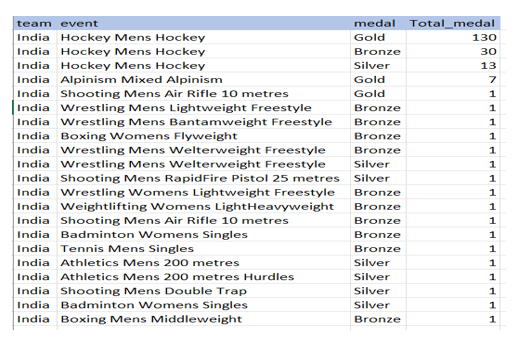 team event medal Total_medal
India Hockey Mens Hockey Gold 130
India Hockey Mens Hockey Bronze 30
India Hockey Mens Hockey Silver 13
India Alpinism Mixed Alpinism Gold 7
India Shooting Mens Air Rifle 10 metres Gold 1
India Wrestling Mens Lightweight Freestyle Bronze 1
India Wrestling Mens Bantamweight Freestyle Bronze 1
India Boxing Womens Flyweight Bronze 1
India Wrestling Mens Welterweight Freestyle Bronze 1
India Wrestling Mens Welterweight Freestyle Silver 1
India Shooting Mens RapidFire Pistol 25 metres Silver 1
India Wrestling Womens Lightweight Freestyle Bronze 1
India Weightlifting Womens LightHeavyweight Bronze 1
India Shooting Mens Air Rifle 10 metres Bronze 1
India Badminton Womens Singles Bronze 1
India Tennis Mens Singles Bronze 1
India Athletics Mens 200 metres Silver 1
India Athletics Mens 200 metres Hurdles Silver 1
India Shooting Mens Double Trap Silver 1
India Badminton Womens Singles Silver 1
India Boxing Mens Middleweight Bronze 1